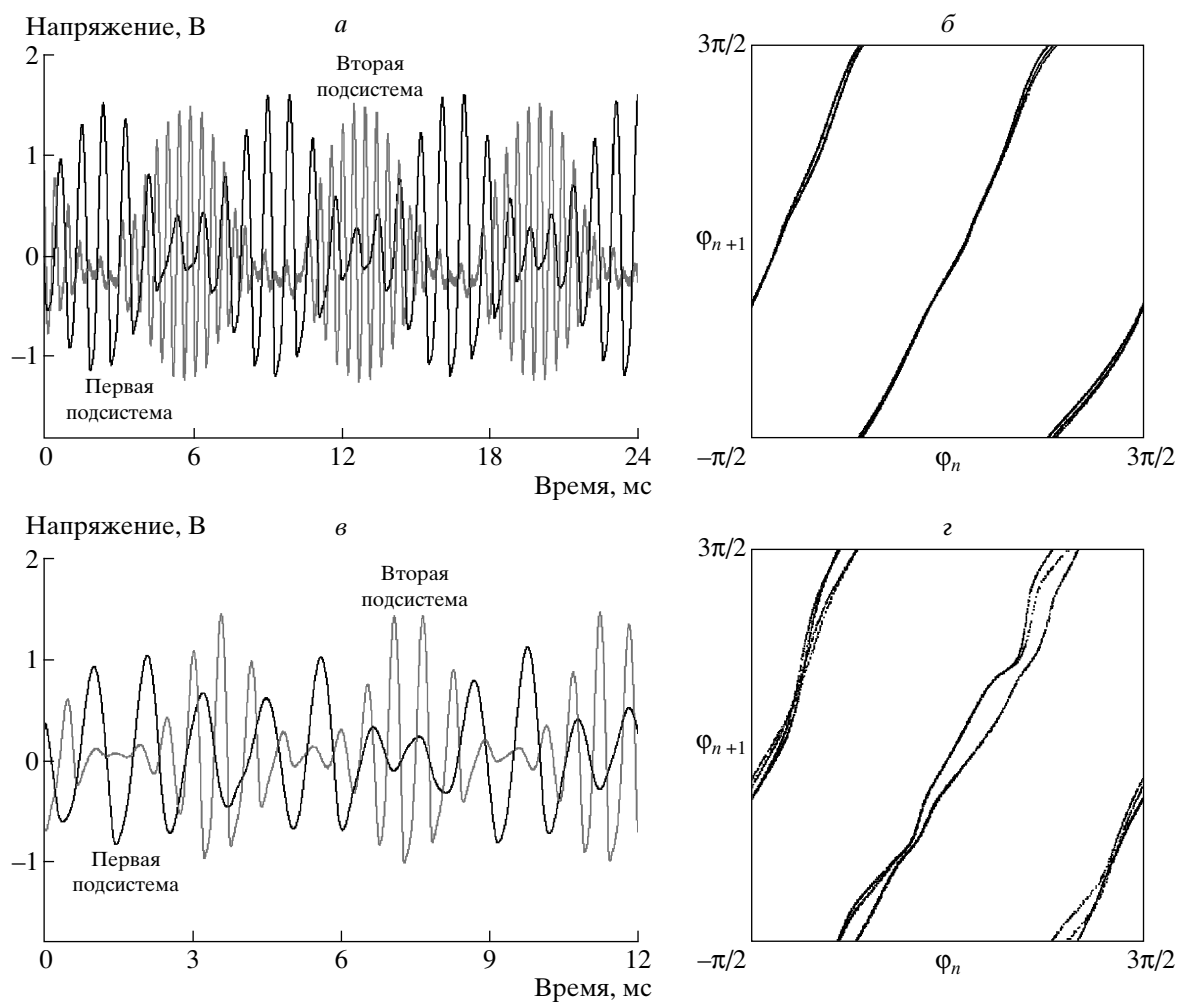 Напряжение, В
а
2
1
0
−1
Вторая
подсистема
Первая
подсистема
0
6
12
18
24
Время, мс
б
3π/2
φn+1
−π/2
φn
3π/2
Напряжение, В
в
2
1
0
−1
Вторая
подсистема
Первая
подсистема
0
3
6
9
12
Время, мс
г
3π/2
φn+1
−π/2
φn
3π/2